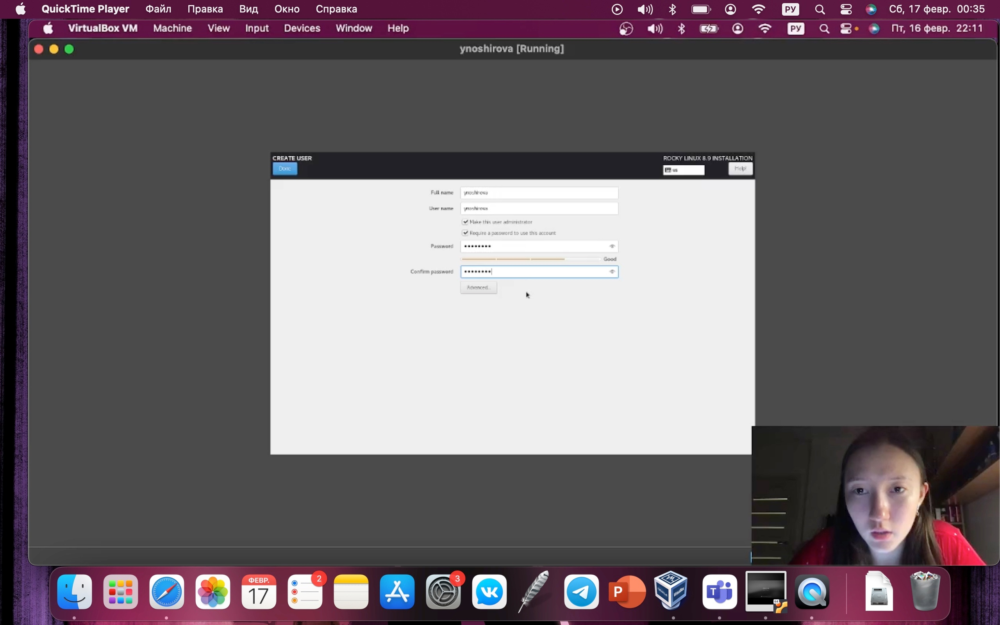 QuickTime Player Файл Правка Вид Окно Справка РУ Сб, 17 февр. 00:35
VirtualBox VM Machine View Input Devices Window Help РУ Пт, 16 февр. 22:11
ynoshirova [Running]
CREATE USER
ROCKY LINUX 8.9 INSTALLATION
Done
us
Help!
Full name ynoshirova
User name ynoshirova
Make this user administrator
Require a password to use this account
Password ••••••••
Good
Confirm password ••••••••
Advanced...
ФЕВР.
17
2
3
P
T
64